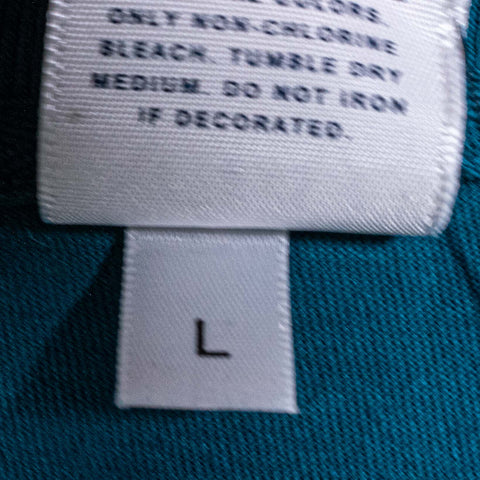 COLORS.
ONLY NON-CHLORINE
BLEACH. TUMBLE DRY
MEDIUM. DO NOT IRON
IF DECORATED.
L